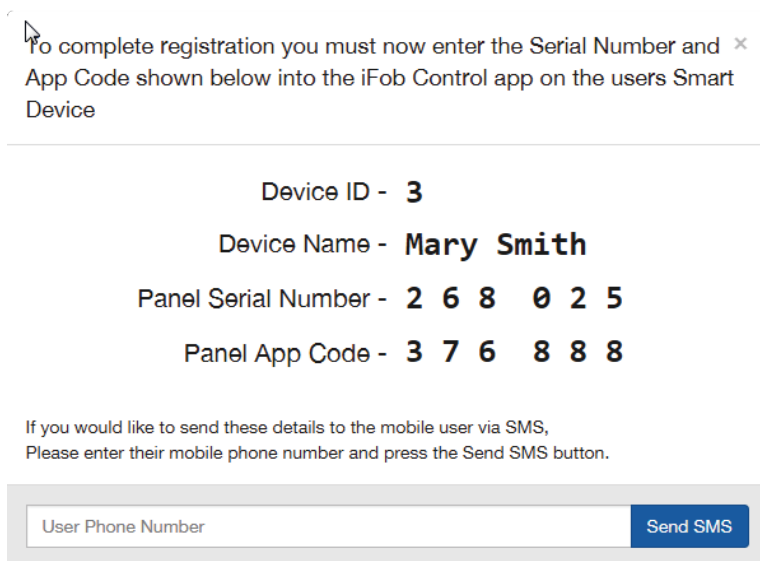 To complete registration you must now enter the Serial Number and ×
App Code shown below into the iFob Control app on the users Smart
Device
Device ID - 3
Device Name - Mary Smith
Panel Serial Number - 2 6 8 0 2 5
Panel App Code - 3 7 6 8 8 8
If you would like to send these details to the mobile user via SMS,
Please enter their mobile phone number and press the Send SMS button.
User Phone Number Send SMS